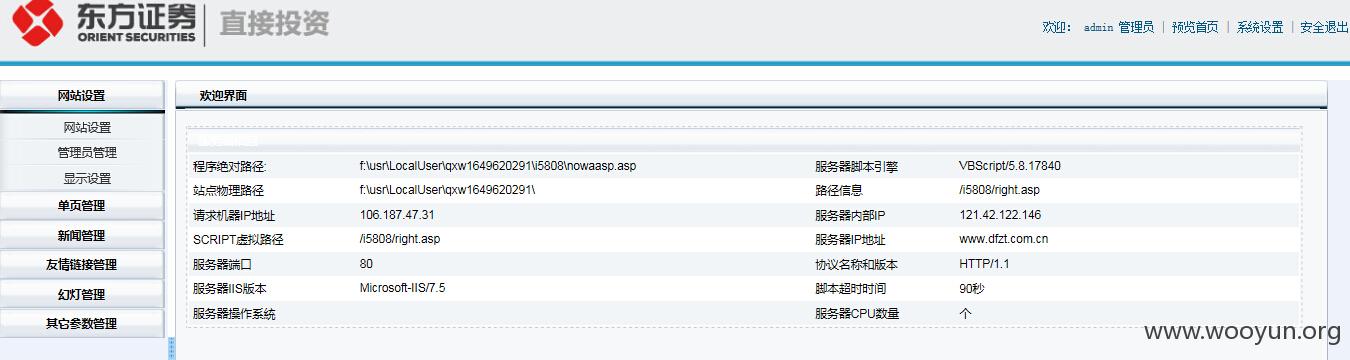 东方证券
ORIENT SECURITIES
直接投资
欢迎： admin 管理员 | 预览首页 | 系统设置 | 安全退出
网站设置
网站设置
管理员管理
显示设置
单页管理
新闻管理
友情链接管理
幻灯管理
其它参数管理
欢迎界面
程序绝对路径: f:\usr\LocalUser\qxw1649620291\i5808\nowaasp.asp 服务器脚本引擎 VBScript/5.8.17840
站点物理路径 f:\usr\LocalUser\qxw1649620291\ 路径信息 /i5808/right.asp
请求机器IP地址 106.187.47.31 服务器内部IP 121.42.122.146
SCRIPT虚拟路径 /i5808/right.asp 服务器IP地址 www.dfzt.com.cn
服务器端口 80 协议名称和版本 HTTP/1.1
服务器IIS版本 Microsoft-IIS/7.5 脚本超时时间 90秒
服务器操作系统 服务器CPU数量 个
www.wooyun.org